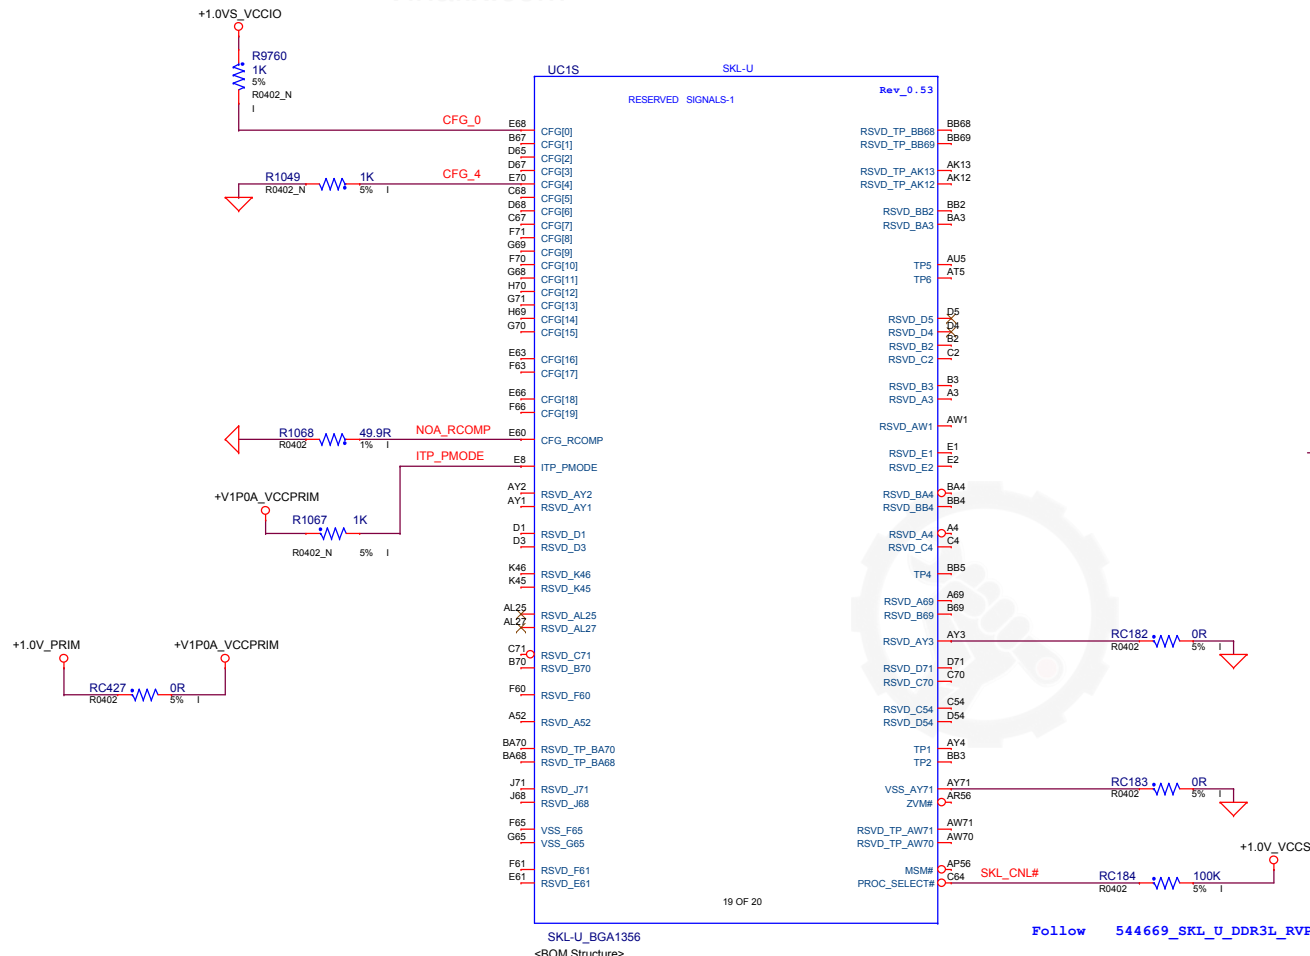 +1.0VS_VCCIO
R9760
1K
5%
R0402_N
I
UC1S
SKL-U
Rev_0.53
RESERVED SIGNALS-1
CFG_0
E68 CFG[0]
B67 CFG[1]
D65 CFG[2]
D67 CFG[3]
R1049 1K
R0402_N 5% I
CFG_4
E70 CFG[4]
C68 CFG[5]
D68 CFG[6]
C67 CFG[7]
F71 CFG[8]
G69 CFG[9]
F70 CFG[10]
G68 CFG[11]
H70 CFG[12]
G71 CFG[13]
H69 CFG[14]
G70 CFG[15]
E63 CFG[16]
F63 CFG[17]
E66 CFG[18]
F66 CFG[19]
R1068 49.9R
R0402 1% I
NOA_RCOMP
E60 CFG_RCOMP
ITP_PMODE
E8 ITP_PMODE
+V1P0A_VCCPRIM
R1067 1K
R0402_N 5% I
AY2 RSVD_AY2
AY1 RSVD_AY1
D1 RSVD_D1
D3 RSVD_D3
K46 RSVD_K46
K45 RSVD_K45
AL25 RSVD_AL25
AL27 RSVD_AL27
C71 RSVD_C71
B70 RSVD_B70
+1.0V_PRIM
+V1P0A_VCCPRIM
RC427 0R
R0402 5% I
F60 RSVD_F60
A52 RSVD_A52
BA70 RSVD_TP_BA70
BA68 RSVD_TP_BA68
J71 RSVD_J71
J68 RSVD_J68
F65 VSS_F65
G65 VSS_G65
F61 RSVD_F61
E61 RSVD_E61
RSVD_TP_BB68 BB68
RSVD_TP_BB69 BB69
RSVD_TP_AK13 AK13
RSVD_TP_AK12 AK12
RSVD_BB2 BB2
RSVD_BA3 BA3
TP5 AU5
TP6 AT5
RSVD_D5 D5
RSVD_D4 D4
RSVD_B2 B2
RSVD_C2 C2
RSVD_B3 B3
RSVD_A3 A3
RSVD_AW1 AW1
RSVD_E1 E1
RSVD_E2 E2
RSVD_BA4 BA4
RSVD_BB4 BB4
RSVD_A4 A4
RSVD_C4 C4
TP4 BB5
RSVD_A69 A69
RSVD_B69 B69
RSVD_AY3 AY3
RC182 0R
R0402 5% I
RSVD_D71 D71
RSVD_C70 C70
RSVD_C54 C54
RSVD_D54 D54
TP1 AY4
TP2 BB3
VSS_AY71 AY71
RC183 0R
R0402 5% I
ZVM# AR56
RSVD_TP_AW71 AW71
RSVD_TP_AW70 AW70
+1.0V_VCCS
MSM# AP56
PROC_SELECT# C64
SKL_CNL#
RC184 100K
R0402 5% I
19 OF 20
SKL-U_BGA1356
<BOM Structure>
Follow 544669_SKL_U_DDR3L_RVP